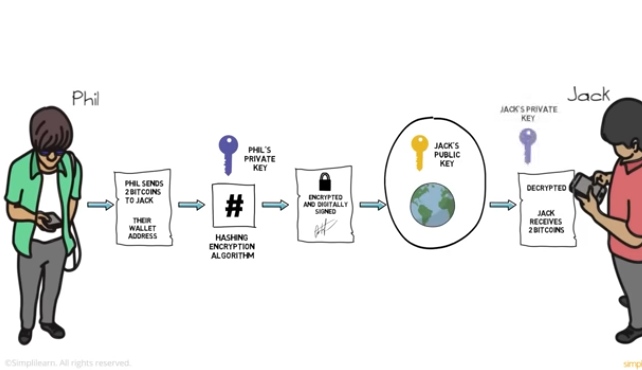 Phil
Jack
PHIL SENDS
2 BITCOINS
TO JACK
THEIR
WALLET
ADDRESS
PHIL'S
PRIVATE
KEY
#
HASHING
ENCRYPTION
ALGORITHM
ENCRYPTED
AND DIGITALLY
SIGNED
JACK'S
PUBLIC
KEY
JACK'S PRIVATE
KEY
DECRYPTED
JACK
RECEIVES
2 BITCOINS
©Simplilearn. All rights reserved.
simpl